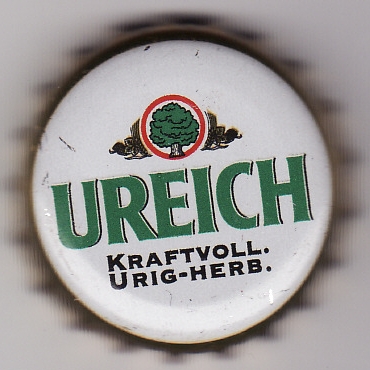 UREICH
KRAFTVOLL.
URIG-HERB.